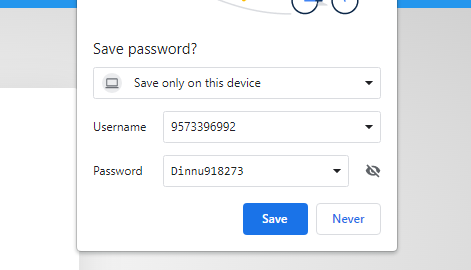 Save password?
Save only on this device
Username 9573396992
Password Dinnu918273
Save Never